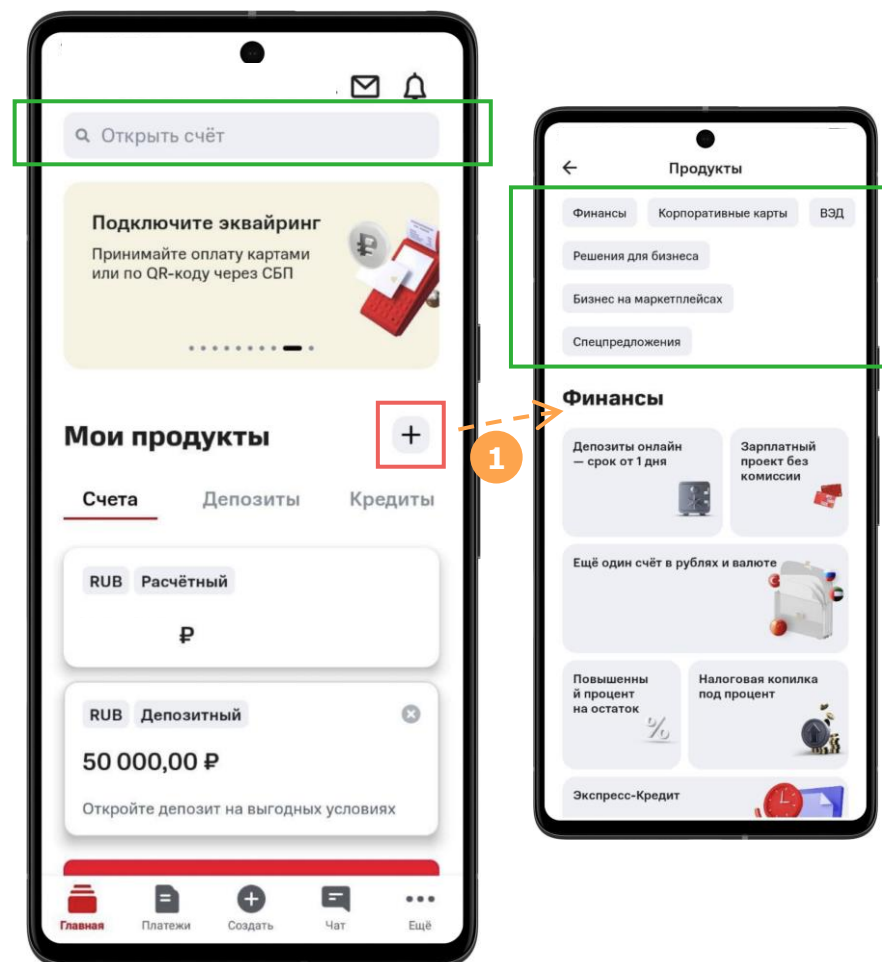 Открыть счёт
Подключите эквайринг
Принимайте оплату картами
или по QR-коду через СБП
Мои продукты
+
Счета Депозиты Кредиты
RUB Расчётный
₽
RUB Депозитный
50 000,00 ₽
Откройте депозит на выгодных условиях
Главная Платежи Создать Чат Ещё
1
Продукты
Финансы Корпоративные карты ВЭД
Решения для бизнеса
Бизнес на маркетплейсах
Спецпредложения
Финансы
Депозиты онлайн
— срок от 1 дня
Зарплатный
проект без
комиссии
Ещё один счёт в рублях и валюте
Повышенны
й процент
на остаток
Налоговая копилка
под процент
Экспресс-Кредит